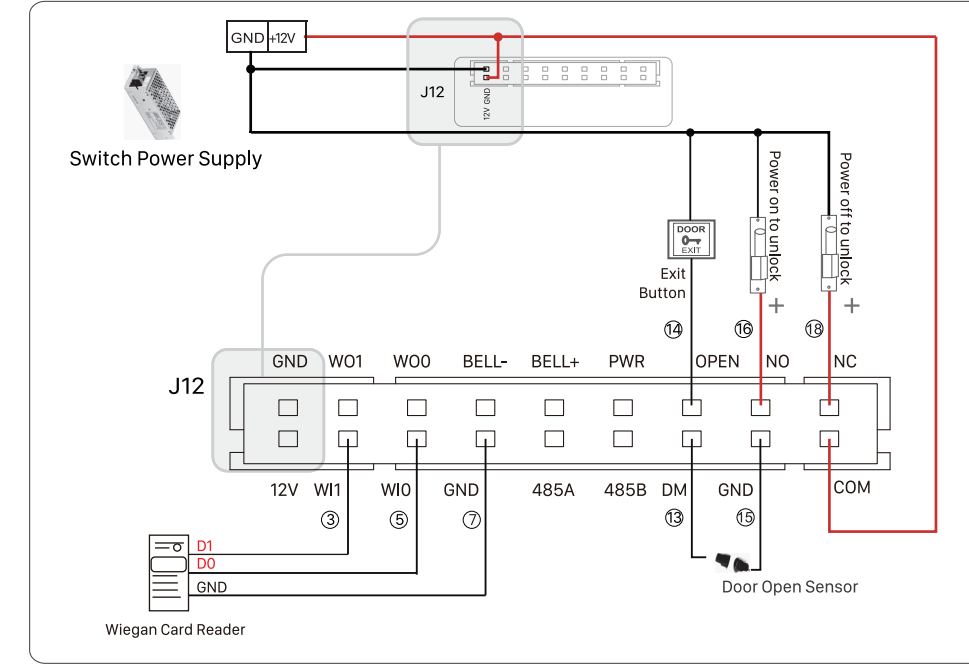 GND +12V
J12
12V GND
Switch Power Supply
Power on to unlock
Power off to unlock
DOOR
EXIT
Exit
Button
+ +
⑭ ⑯ ⑱
GND WO1 WO0 BELL- BELL+ PWR OPEN NO NC
J12
12V WI1 WI0 GND 485A 485B DM GND COM
③ ⑤ ⑦ ⑬ ⑮
D1
D0
GND
Door Open Sensor
Wiegan Card Reader